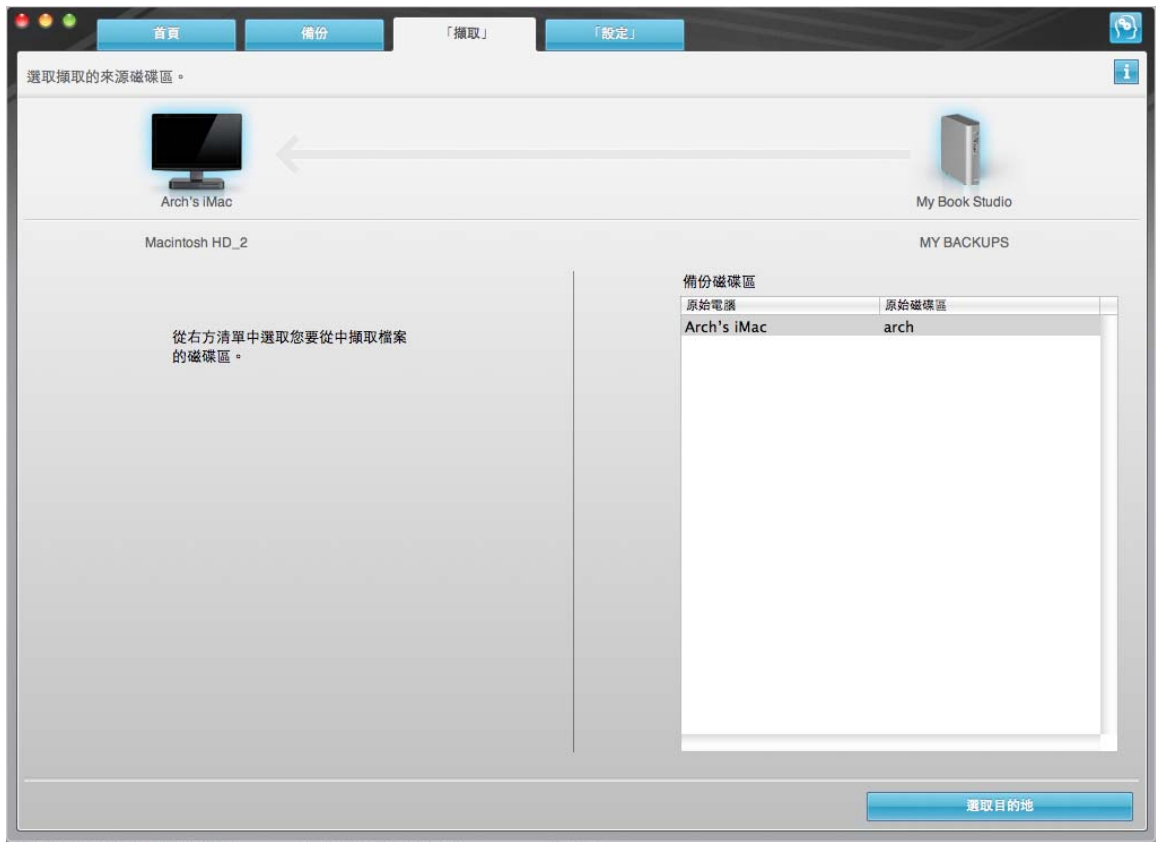 首頁
備份
「擷取」
「設定」
選取擷取的來源磁碟區。
i
Arch's iMac
My Book Studio
Macintosh HD_2
MY BACKUPS
從右方清單中選取您要從中擷取檔案
的磁碟區。
備份磁碟區
原始電腦 原始磁碟區
Arch's iMac arch
選取目的地